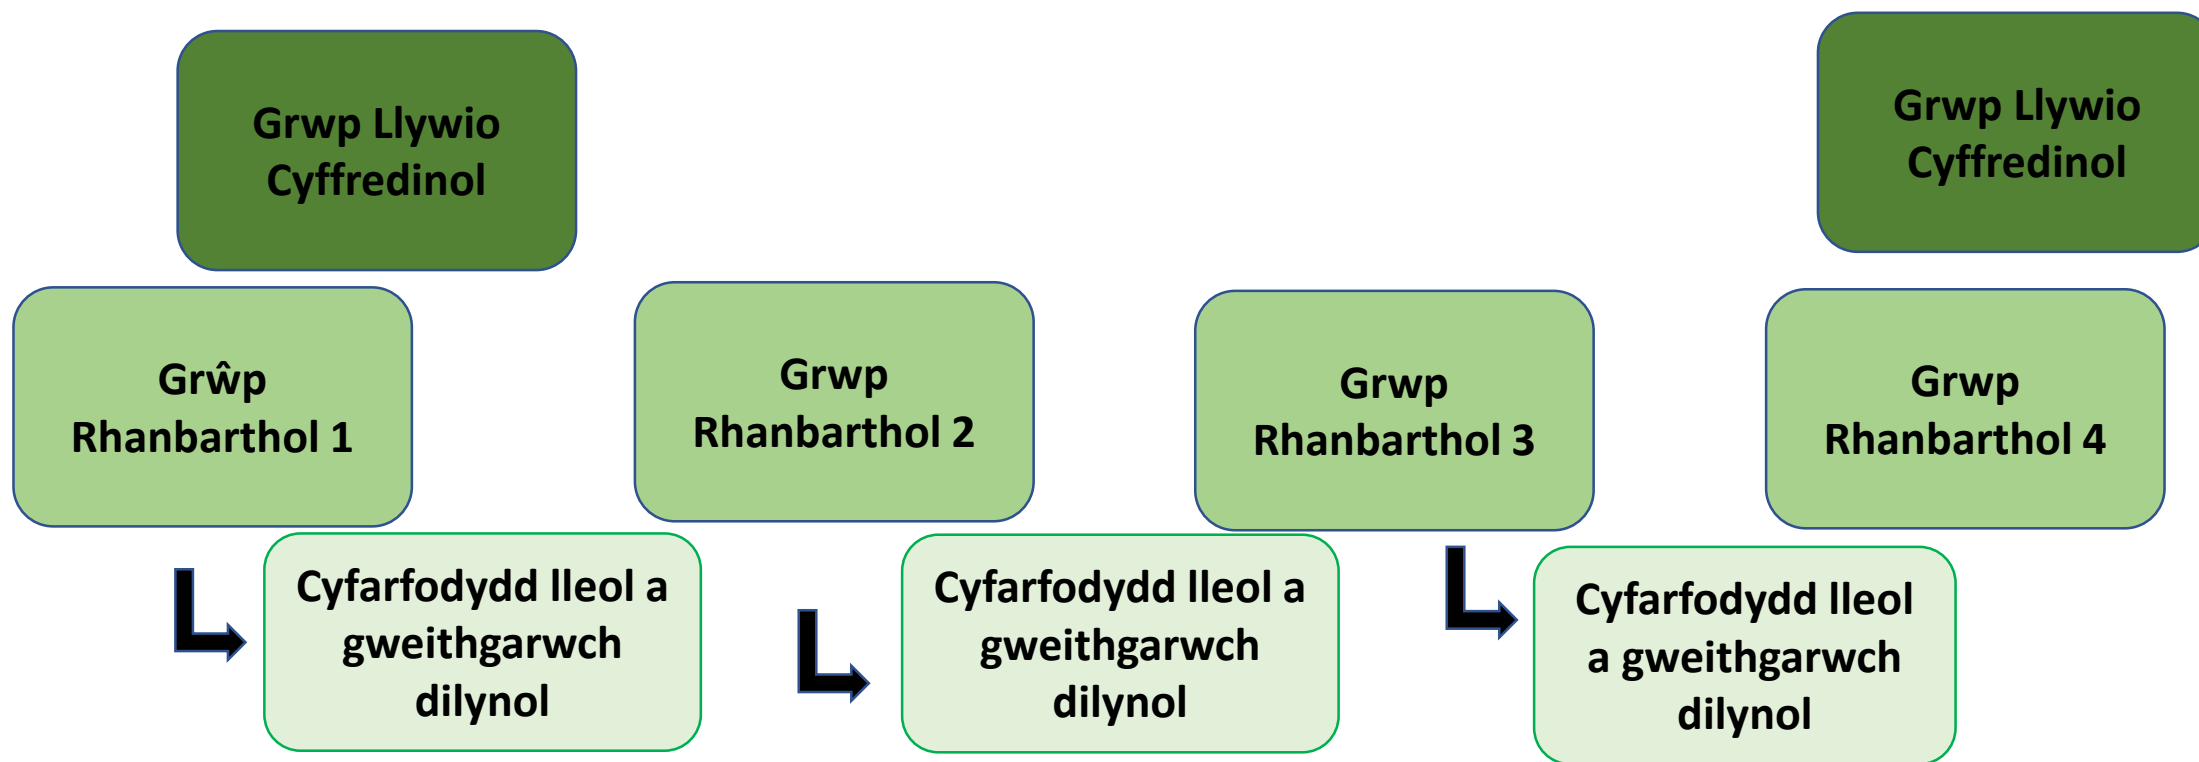 Grwp Llywio
Cyffredinol
Grwp Llywio
Cyffredinol
Grŵp
Rhanbarthol 1
Grwp
Rhanbarthol 2
Grwp
Rhanbarthol 3
Grwp
Rhanbarthol 4
Cyfarfodydd lleol a
gweithgarwch
dilynol
Cyfarfodydd lleol a
gweithgarwch
dilynol
Cyfarfodydd lleol
a gweithgarwch
dilynol